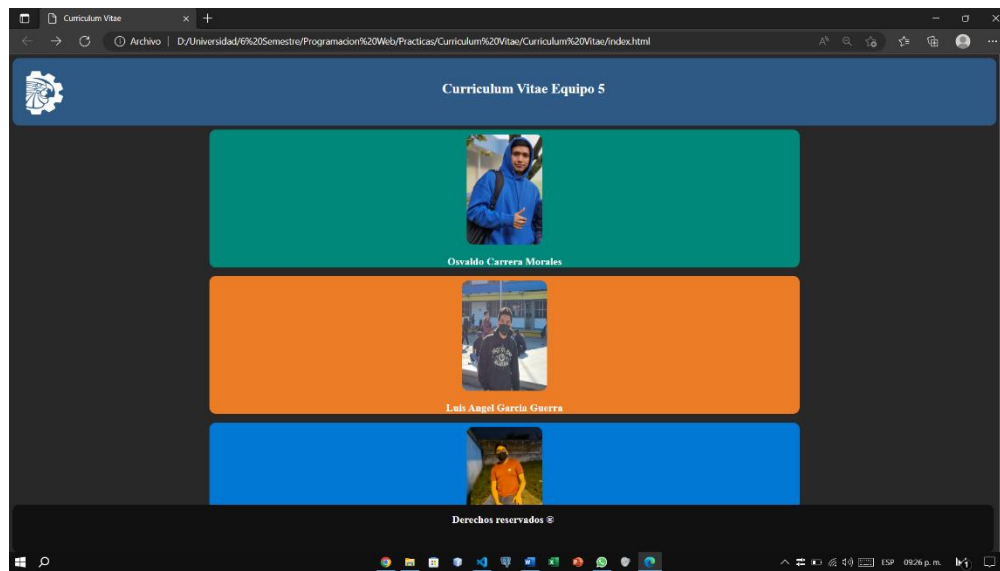 Curriculum Vitae
Archivo | D:/Universidad/6%20Semestre/Programacion%20Web/Practicas/Curriculum%20Vitae/Curriculum%20Vitae/index.html
Curriculum Vitae Equipo 5
Osvaldo Carrera Morales
Luis Angel Garcia Guerra
Derechos reservados ®
ESP 09:26 p. m.